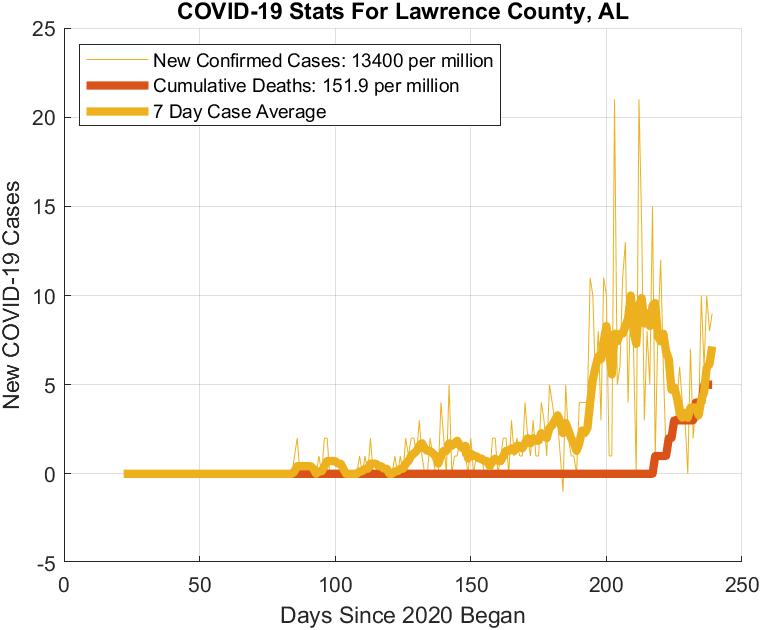 COVID-19 Stats For Lawrence County, AL
25
New Confirmed Cases: 13400 per million
Cumulative Deaths: 151.9 per million
7 Day Case Average
20
15
10
5
0
-5
New COVID-19 Cases
0 50 100 150 200 250
Days Since 2020 Began